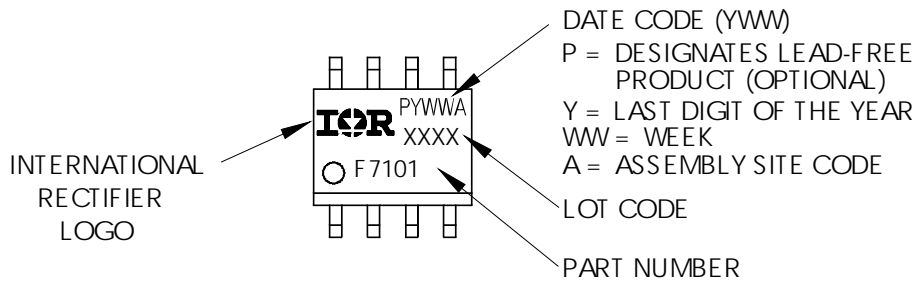 DATE CODE (YWW)
P = DESIGNATES LEAD-FREE
PRODUCT (OPTIONAL)
Y = LAST DIGIT OF THE YEAR
WW = WEEK
A = ASSEMBLY SITE CODE
LOT CODE
PART NUMBER
INTERNATIONAL
RECTIFIER
LOGO
IOR
PYWWA
XXXX
F7101